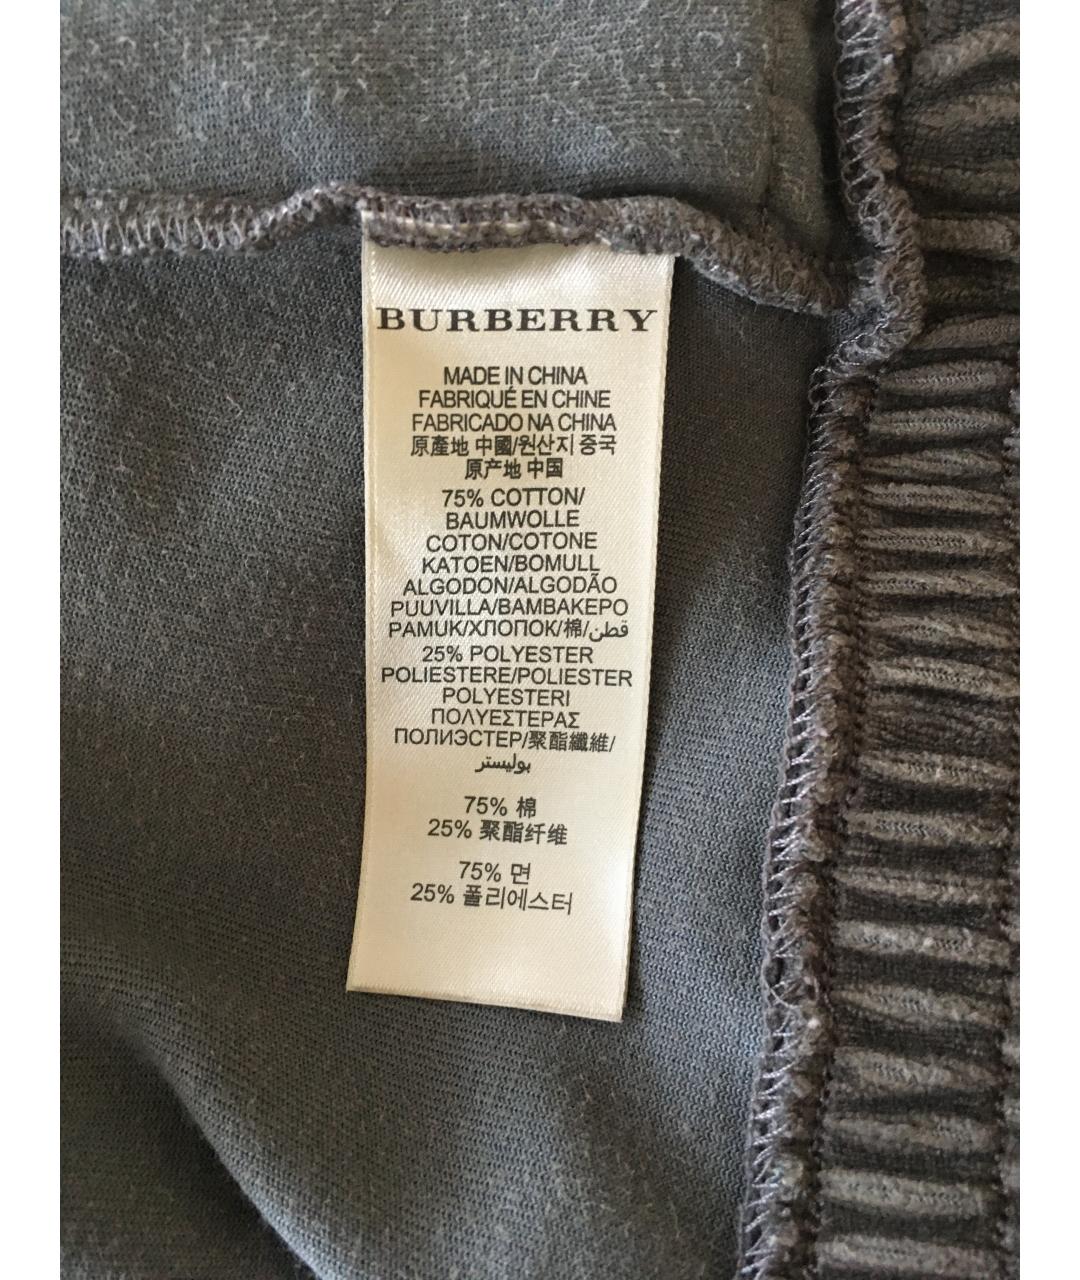 BURBERRY
MADE IN CHINA
FABRIQUÉ EN CHINE
FABRICADO NA CHINA
原產地 中國/원산지 중국
原产地 中国
75% COTTON/
BAUMWOLLE
COTON/COTONE
KATOEN/BOMULL
ALGODON/ALGODÃO
PUUVILLA/ΒΑΜΒΑΚΕΡΟ
PAMUK/ХЛОПОК/棉/قطن
25% POLYESTER
POLIESTERE/POLIESTER
POLYESTERI
ΠΟΛΥΕΣΤΕΡΑΣ
ПОЛИЭСТЕР/聚酯纖維/
بوليستر
75% 棉
25% 聚酯纤维
75% 면
25% 폴리에스터